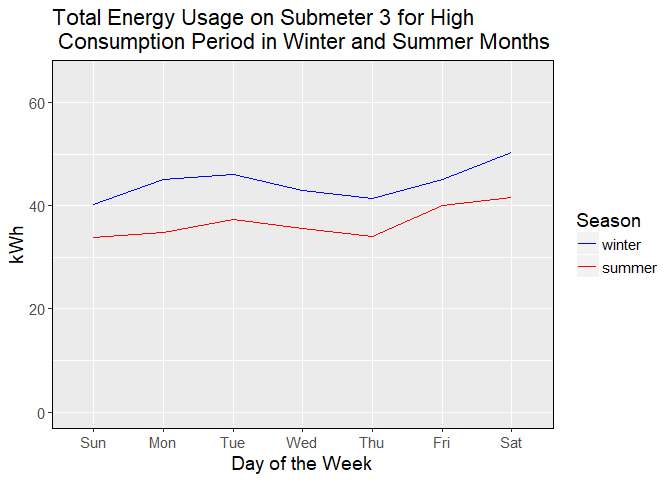 Total Energy Usage on Submeter 3 for High
Consumption Period in Winter and Summer Months
60
40
20
0
kWh
Sun Mon Tue Wed Thu Fri Sat
Day of the Week
Season
winter
summer